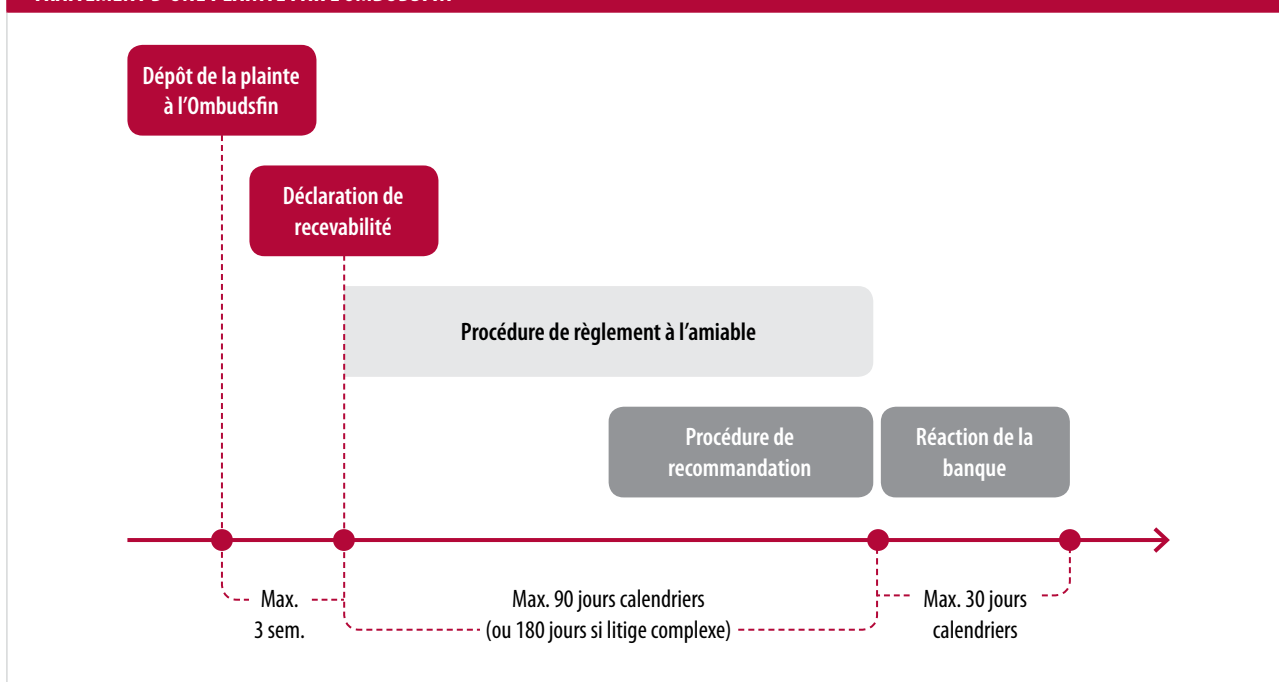 Dépôt de la plainte
à l'Ombudsfin
Déclaration de
recevabilité
Procédure de règlement à l'amiable
Procédure de
recommandation
Réaction de la
banque
Max.
3 sem.
Max. 90 jours calendriers
(ou 180 jours si litige complexe)
Max. 30 jours
calendriers